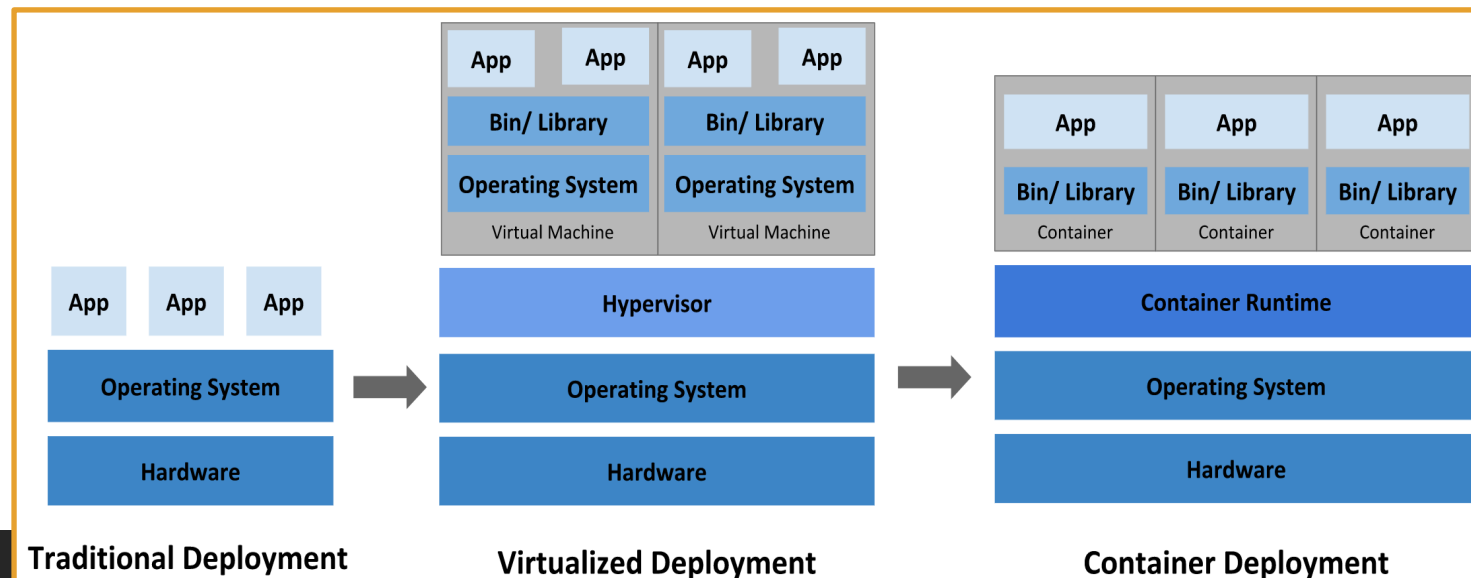 App
App
App
Operating System
Hardware
Traditional Deployment
App
App
Bin/ Library
Operating System
Virtual Machine
App
App
Bin/ Library
Operating System
Virtual Machine
Hypervisor
Operating System
Hardware
Virtualized Deployment
App
Bin/ Library
Container
App
Bin/ Library
Container
App
Bin/ Library
Container
Container Runtime
Operating System
Hardware
Container Deployment